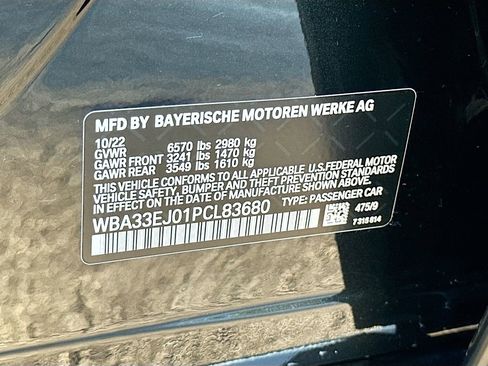 MFD BY BAYERISCHE MOTOREN WERKE AG
10/22
GVWR 6570 lbs 2980 kg
GAWR FRONT 3241 lbs 1470 kg
GAWR REAR 3549 lbs 1610 kg
THIS VEHICLE CONFORMS TO ALL APPLICABLE U.S. FEDERAL MOTOR
VEHICLE SAFETY, BUMPER AND THEFT PREVENTION STANDARDS
IN EFFECT ON THE DATE OF MANUFACTURE SHOWN ABOVE.
WBA33EJ01PCL83680 TYPE: PASSENGER CAR
475/9
7 318 814